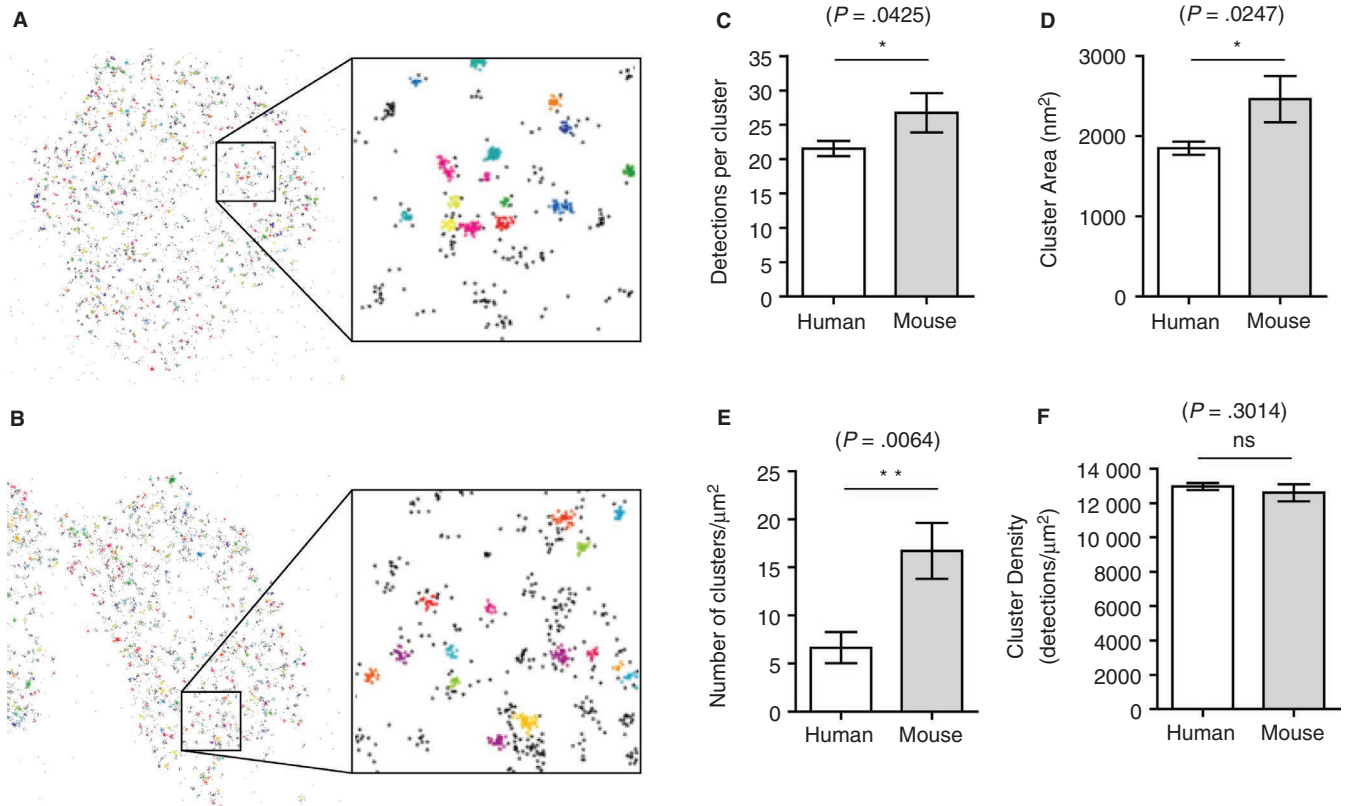 A
B
C
(P = .0425)
*
Detections per cluster
35
30
25
20
15
10
5
0
Human Mouse
D
(P = .0247)
*
Cluster Area (nm²)
3000
2000
1000
0
Human Mouse
E
(P = .0064)
* *
Number of clusters/μm²
25
20
15
10
5
0
Human Mouse
F
(P = .3014)
ns
Cluster Density
(detections/μm²)
14 000
12 000
10 000
8000
6000
4000
2000
0
Human Mouse